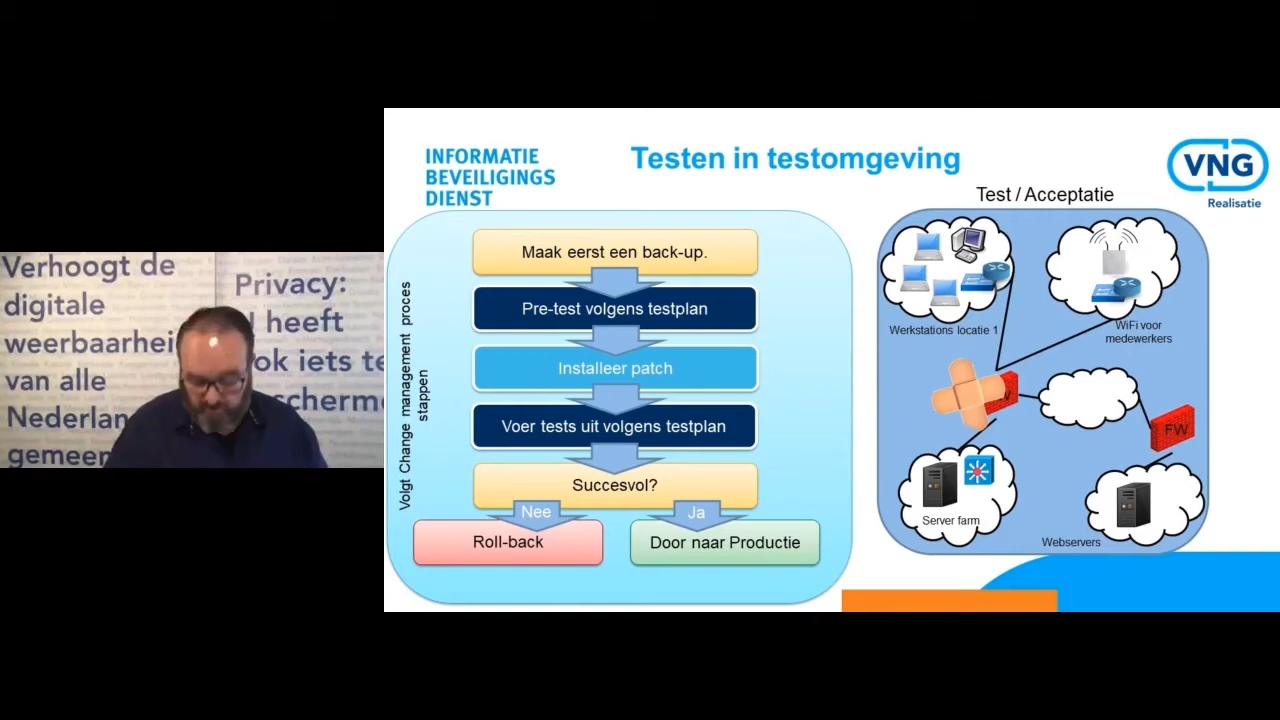 Verhoogt de
digitale
weerbaarhei
van alle
Nederlan
gemeen
Privacy:
heeft
ok iets te
scherme
INFORMATIE
BEVEILIGINGS
DIENST
Testen in testomgeving
VNG
Realisatie
Volgt Change management proces
stappen
Maak eerst een back-up.
Pre-test volgens testplan
Installeer patch
Voer tests uit volgens testplan
Succesvol?
Nee
Ja
Roll-back
Door naar Productie
Test / Acceptatie
Werkstations locatie 1
WiFi voor
medewerkers
FW
Server farm
Webservers